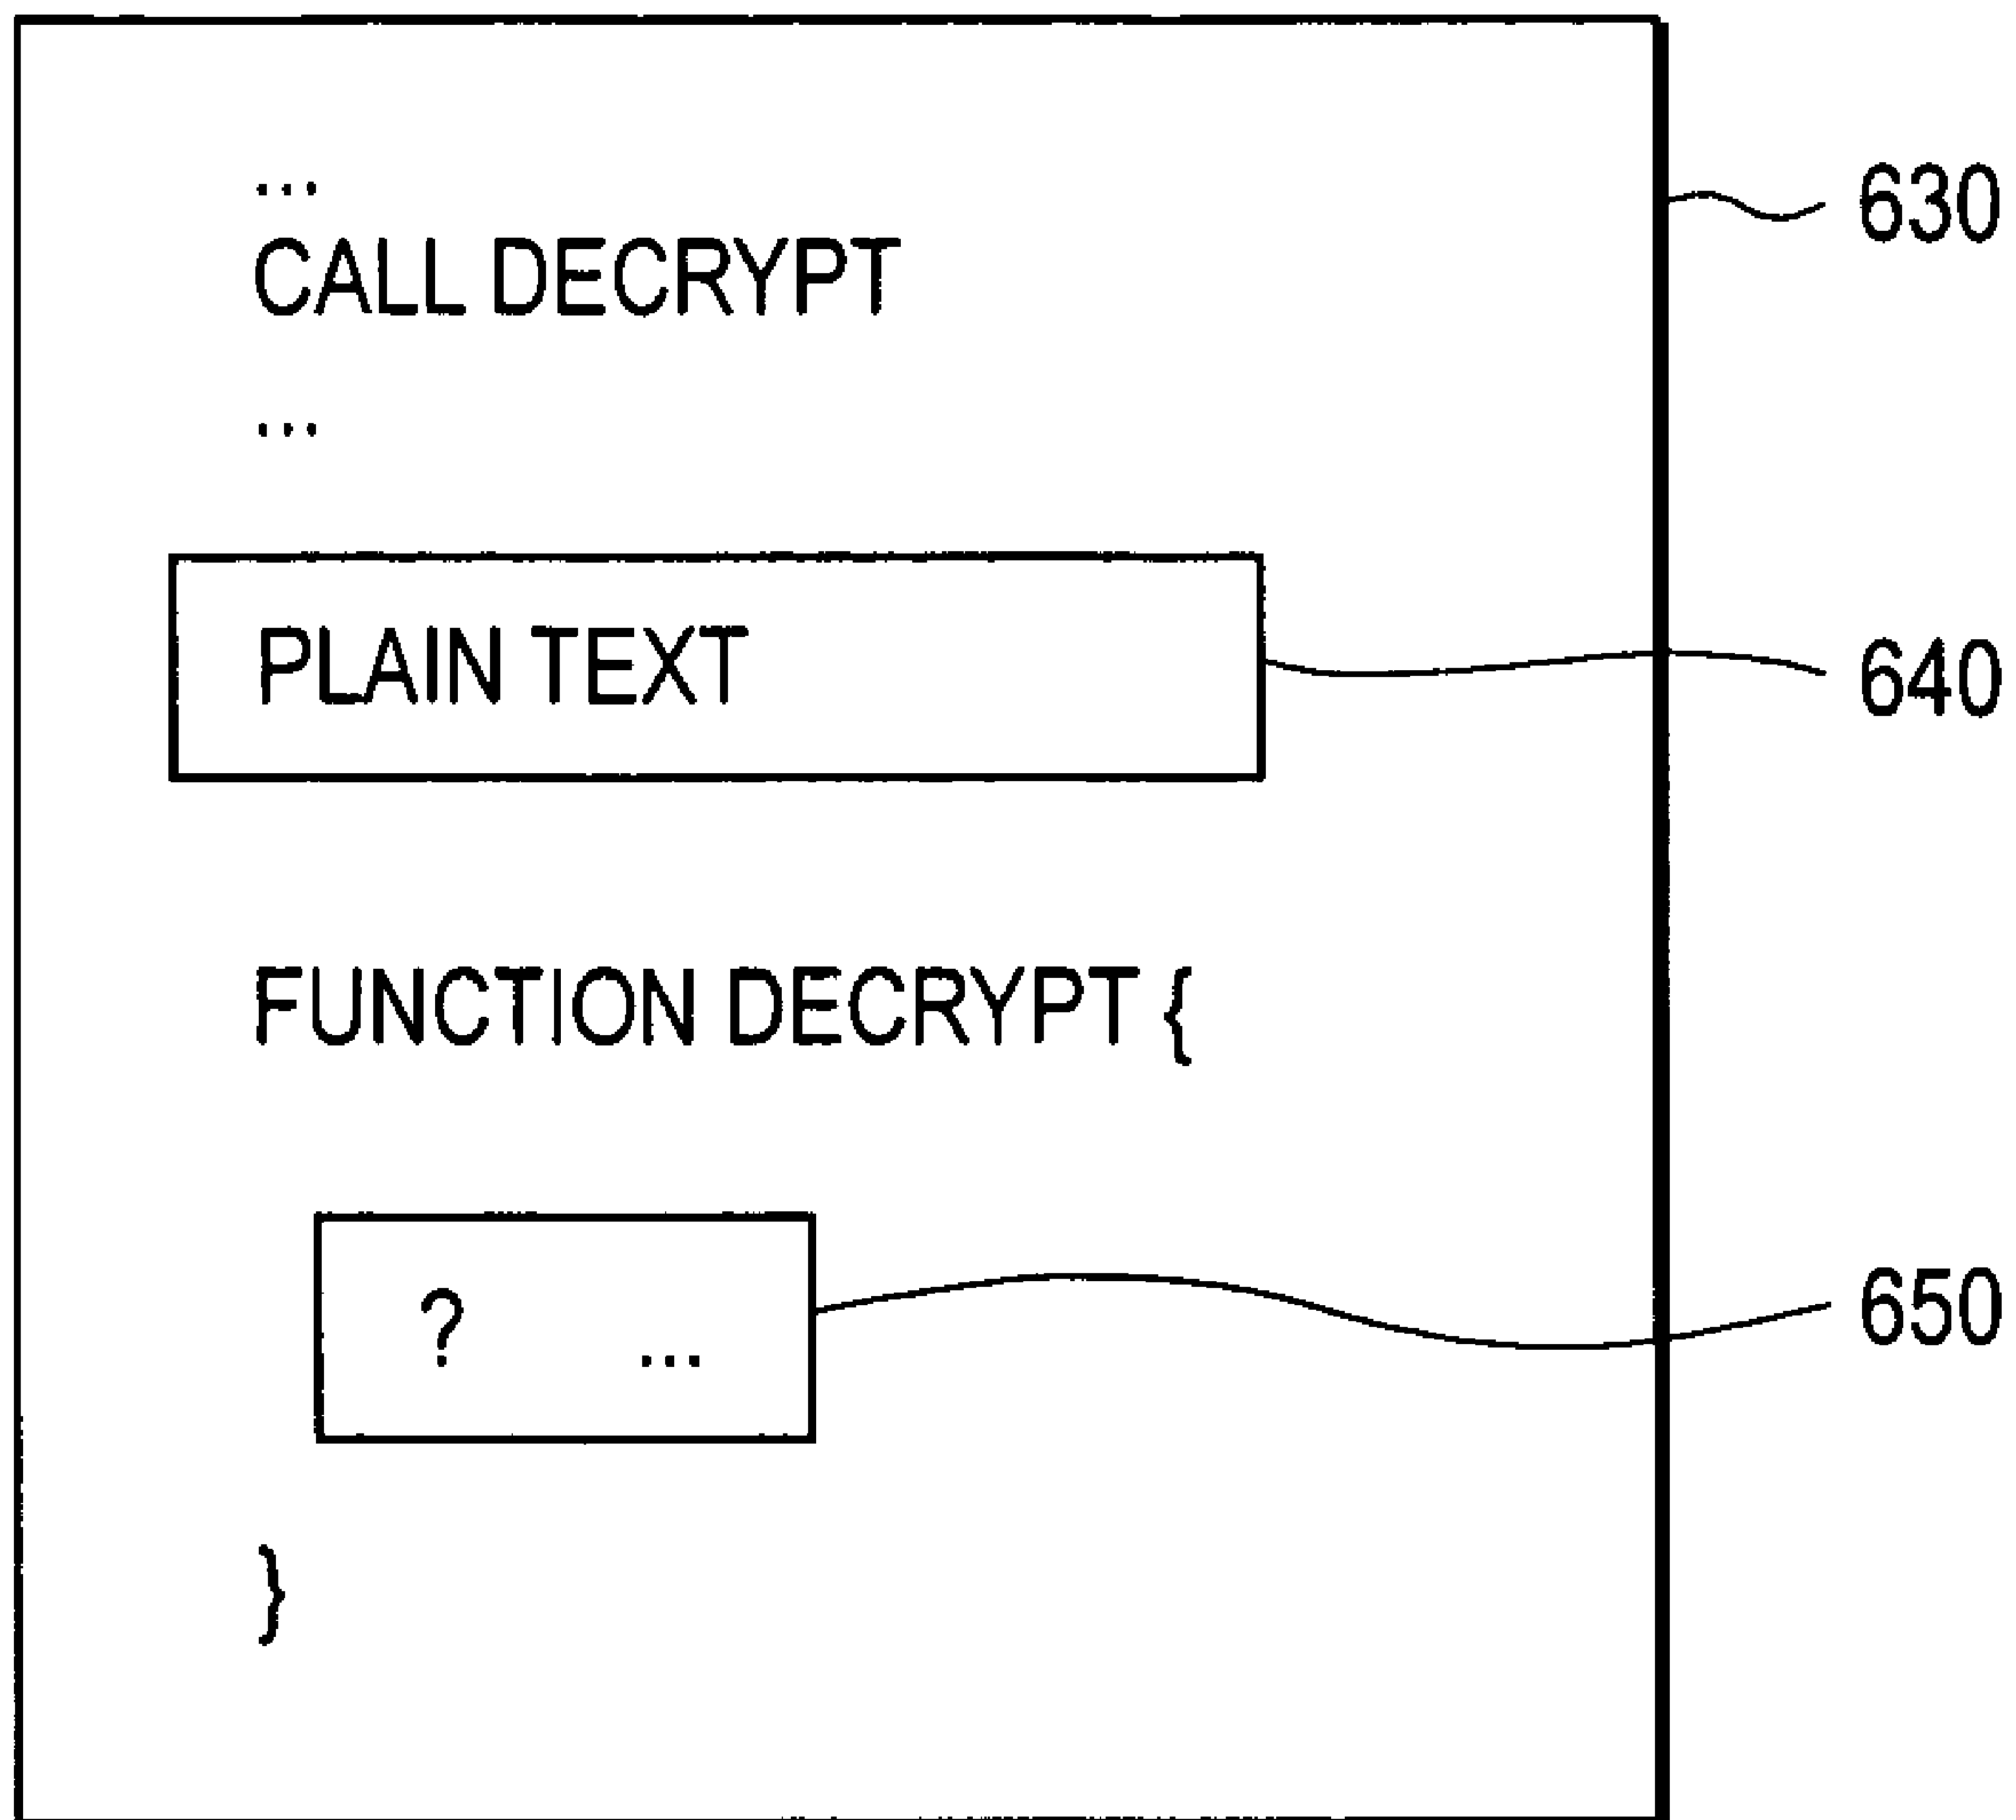 ...
CALL DECRYPT
630
...
PLAIN TEXT
640
FUNCTION DECRYPT {
? ...
650
}